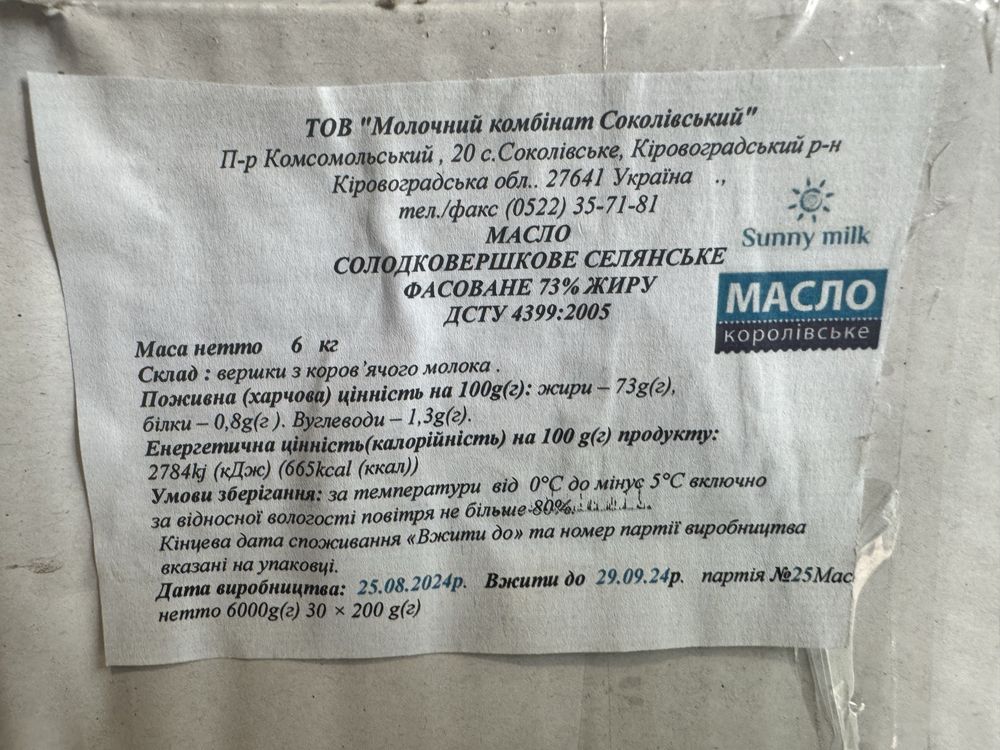 ТОВ "Молочний комбінат Соколівський"
П-р Комсомольський , 20 с.Соколівське, Кіровоградський р-н
Кіровоградська обл.. 27641 Україна .,
тел./факс (0522) 35-71-81
МАСЛО
СОЛОДКОВЕРШКОВЕ СЕЛЯНСЬКЕ
ФАСОВАНЕ 73% ЖИРУ
ДСТУ 4399:2005
Sunny milk
МАСЛО
королівське
Маса нетто 6 кг
Склад : вершки з коров’ячого молока .
Поживна (харчова) цінність на 100g(г): жири – 73g(г),
білки – 0,8g(г ). Вуглеводи – 1,3g(г).
Енергетична цінність(калорійність) на 100 g(г) продукту:
2784kj (кДж) (665kcal (ккал))
Умови зберігання: за температури від 0°С до мінус 5°С включно
за відносної вологості повітря не більше 80%.
Кінцева дата споживання «Вжити до» та номер партії виробництва
вказані на упаковці.
Дата виробництва: 25.08.2024р. Вжити до 29.09.24р. партія №25Мас
нетто 6000g(г) 30 × 200 g(г)